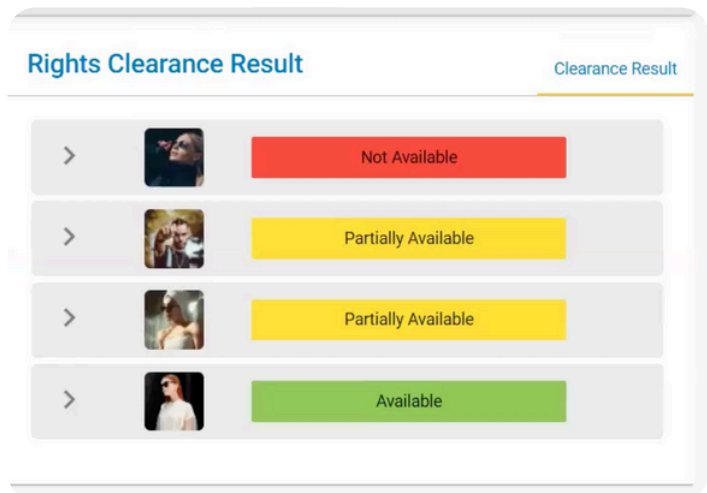 Rights Clearance Result
Clearance Result
Not Available
Partially Available
Partially Available
Available